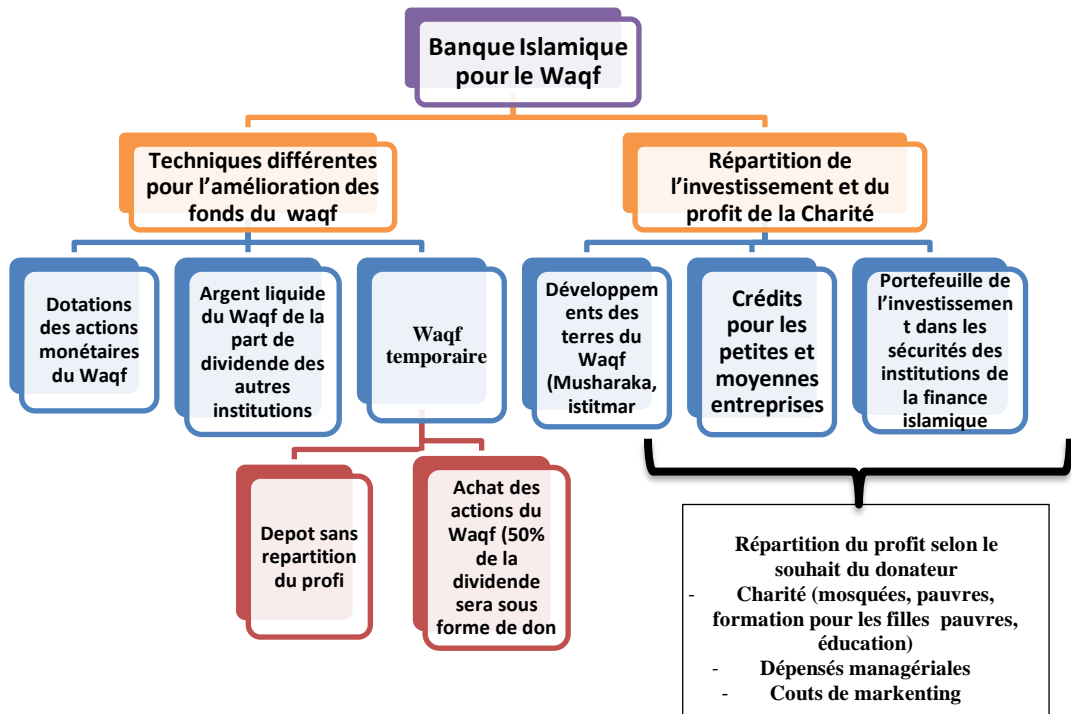 Banque Islamique
pour le Waqf
Techniques différentes
pour l'amélioration des
fonds du waqf
Répartition de
l'investissement et du
profit de la Charité
Dotations
des actions
monétaires
du Waqf
Argent liquide
du Waqf de la
part de
dividende des
autres
institutions
Waqf
temporaire
Développem
ents des
terres du
Waqf
(Musharaka,
istitmar
Crédits
pour les
petites et
moyennes
entreprises
Portefeuille de
l'investissemen
t dans les
sécurités des
institutions de
la finance
islamique
Depot sans
repartition
du profi
Achat des
actions du
Waqf (50%
de la
dividende
sera sous
forme de don
Répartition du profit selon le
souhait du donateur
- Charité (mosquées, pauvres,
formation pour les filles pauvres,
éducation)
- Dépensés managériales
- Couts de markenting